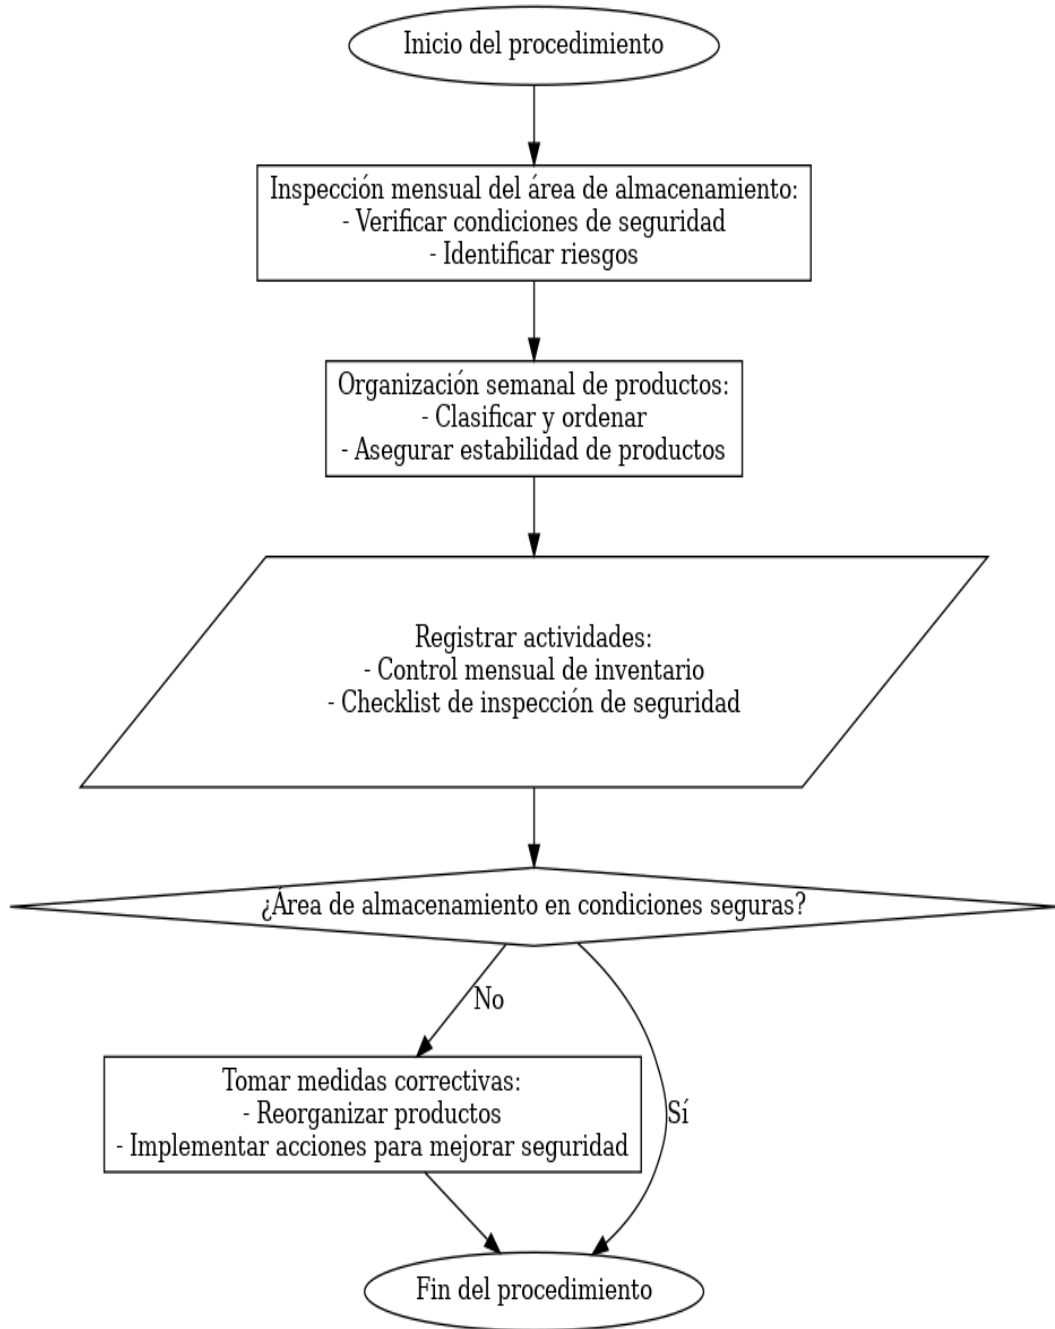 Inicio del procedimiento
Inspección mensual del área de almacenamiento:
- Verificar condiciones de seguridad
- Identificar riesgos
Organización semanal de productos:
- Clasificar y ordenar
- Asegurar estabilidad de productos
Registrar actividades:
- Control mensual de inventario
- Checklist de inspección de seguridad
¿Área de almacenamiento en condiciones seguras?
No
Tomar medidas correctivas:
- Reorganizar productos
- Implementar acciones para mejorar seguridad
Sí
Fin del procedimiento